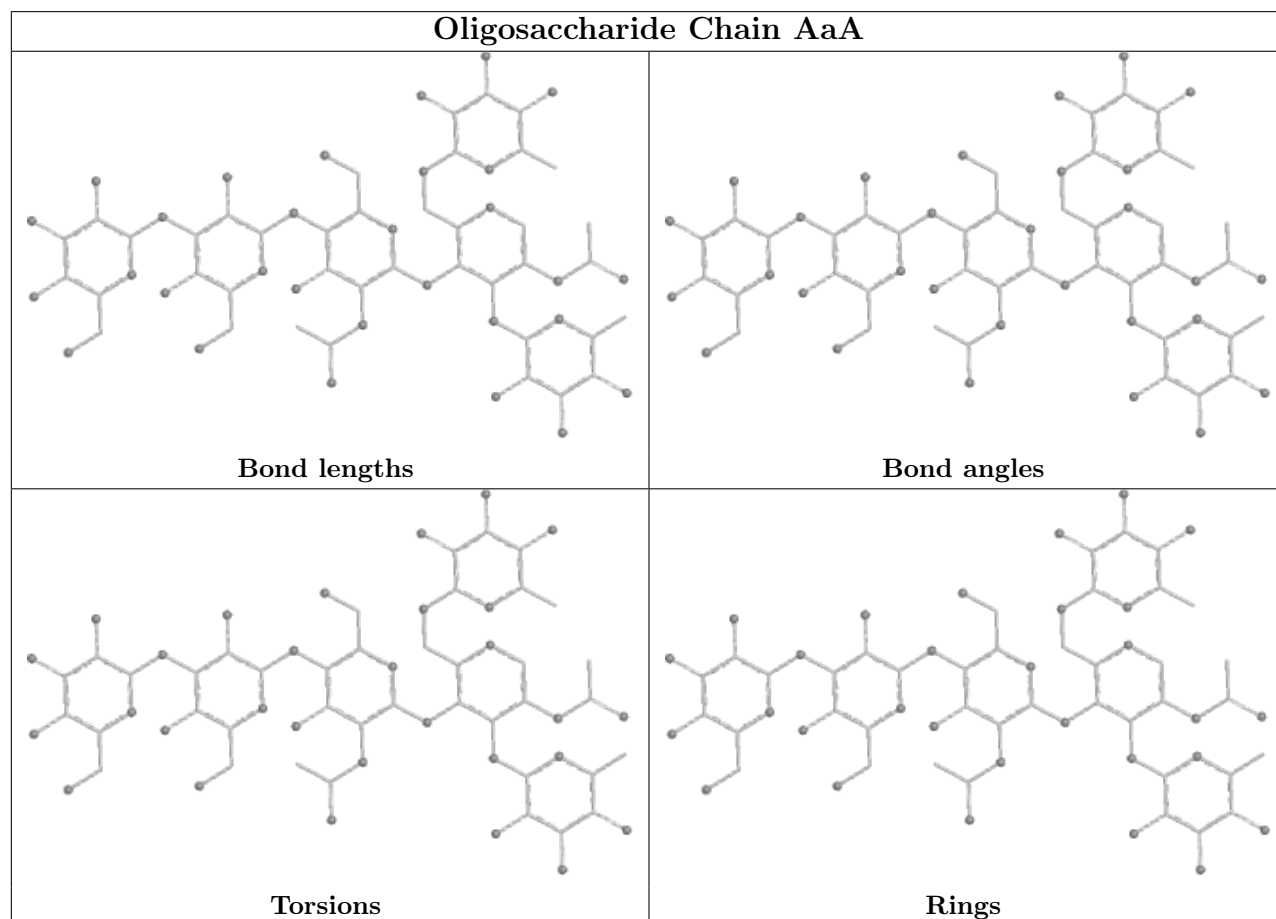 Oligosaccharide Chain AaA
Bond lengths
Bond angles
Torsions
Rings